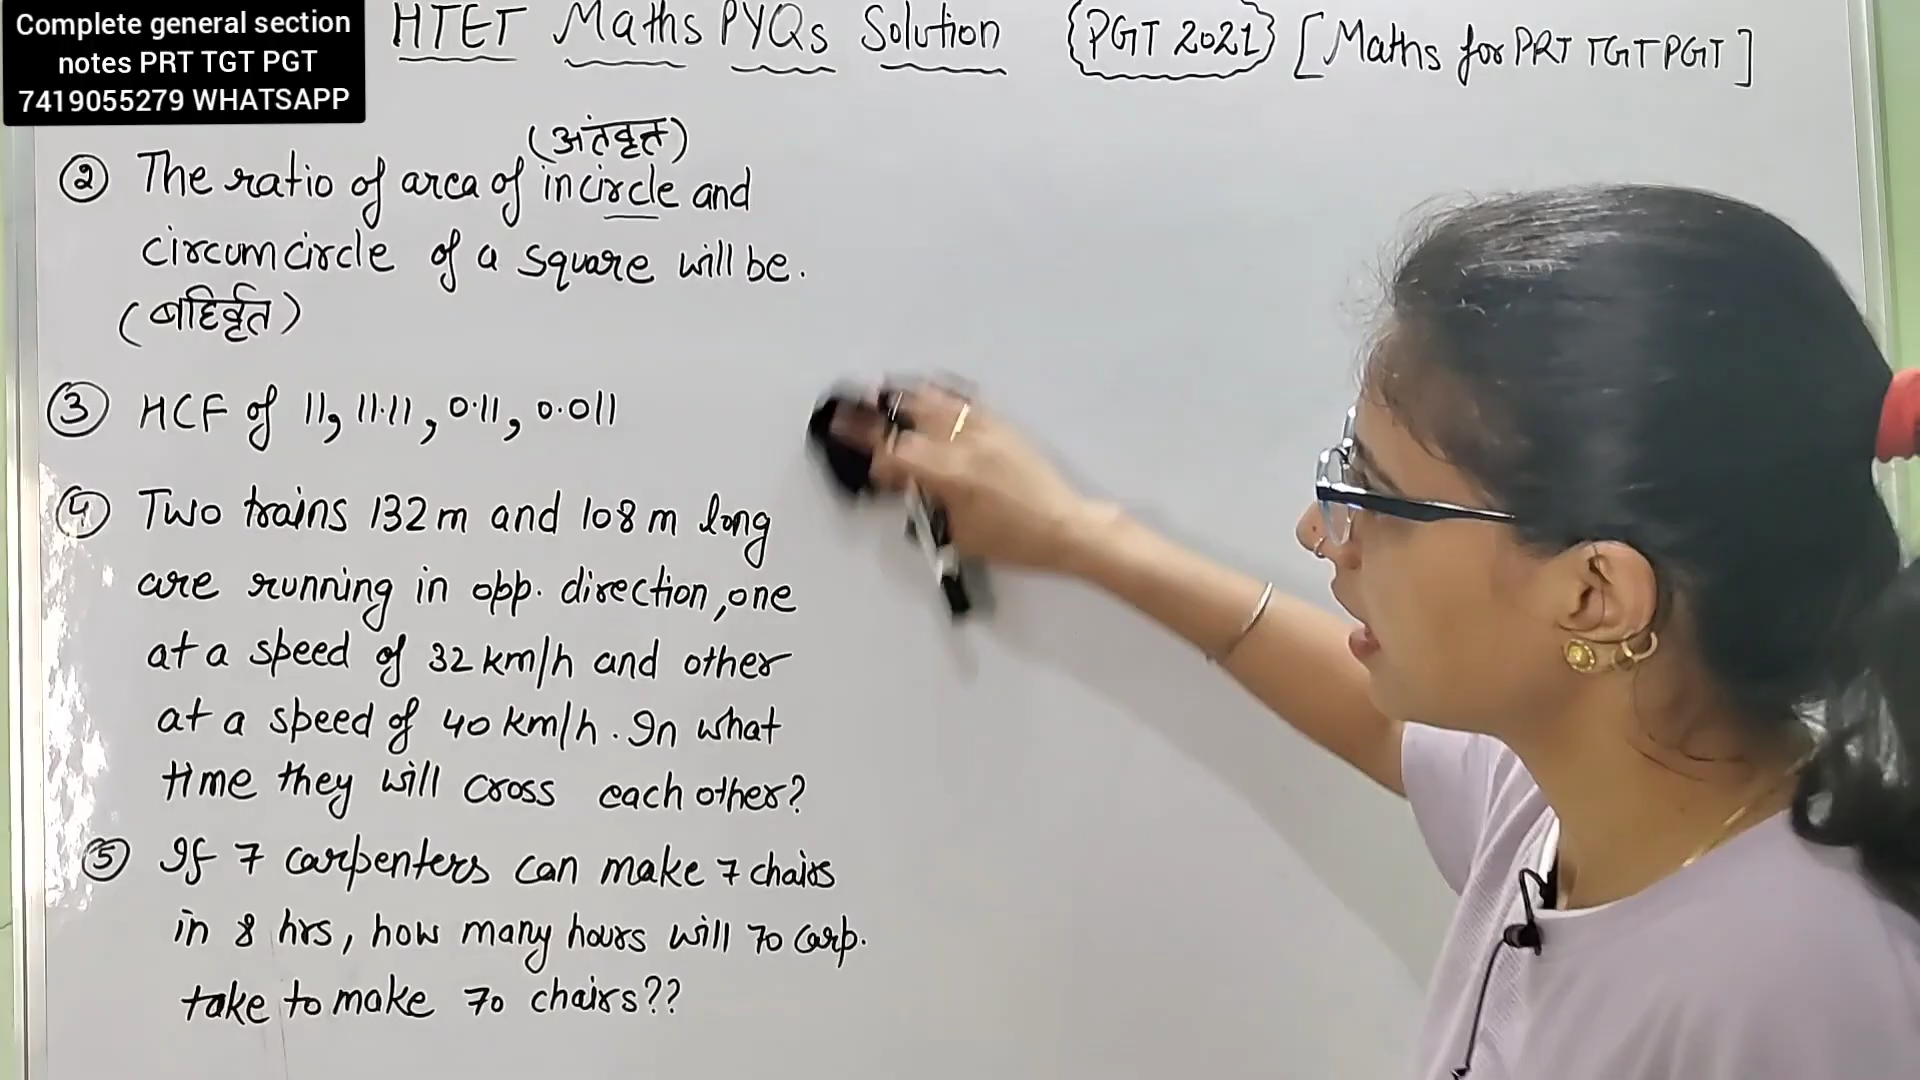 Complete general section
notes PRT TGT PGT
7419055279 WHATSAPP
HTET Maths PYQs Solution {PGT 2021} [Maths for PRT TGT PGT]
(अंतवृत्त)
② The ratio of area of incircle and
circumcircle of a square will be.
(बहिर्वृत)
③ HCF of 11, 11.11, 0.11, 0.011
④ Two trains 132 m and 108 m long
are running in opp. direction, one
at a speed of 32 km/h and other
at a speed of 40 km/h. In what
time they will cross each other?
⑤ If 7 carpenters can make 7 chairs
in 8 hrs, how many hours will 70 carp.
take to make 70 chairs??